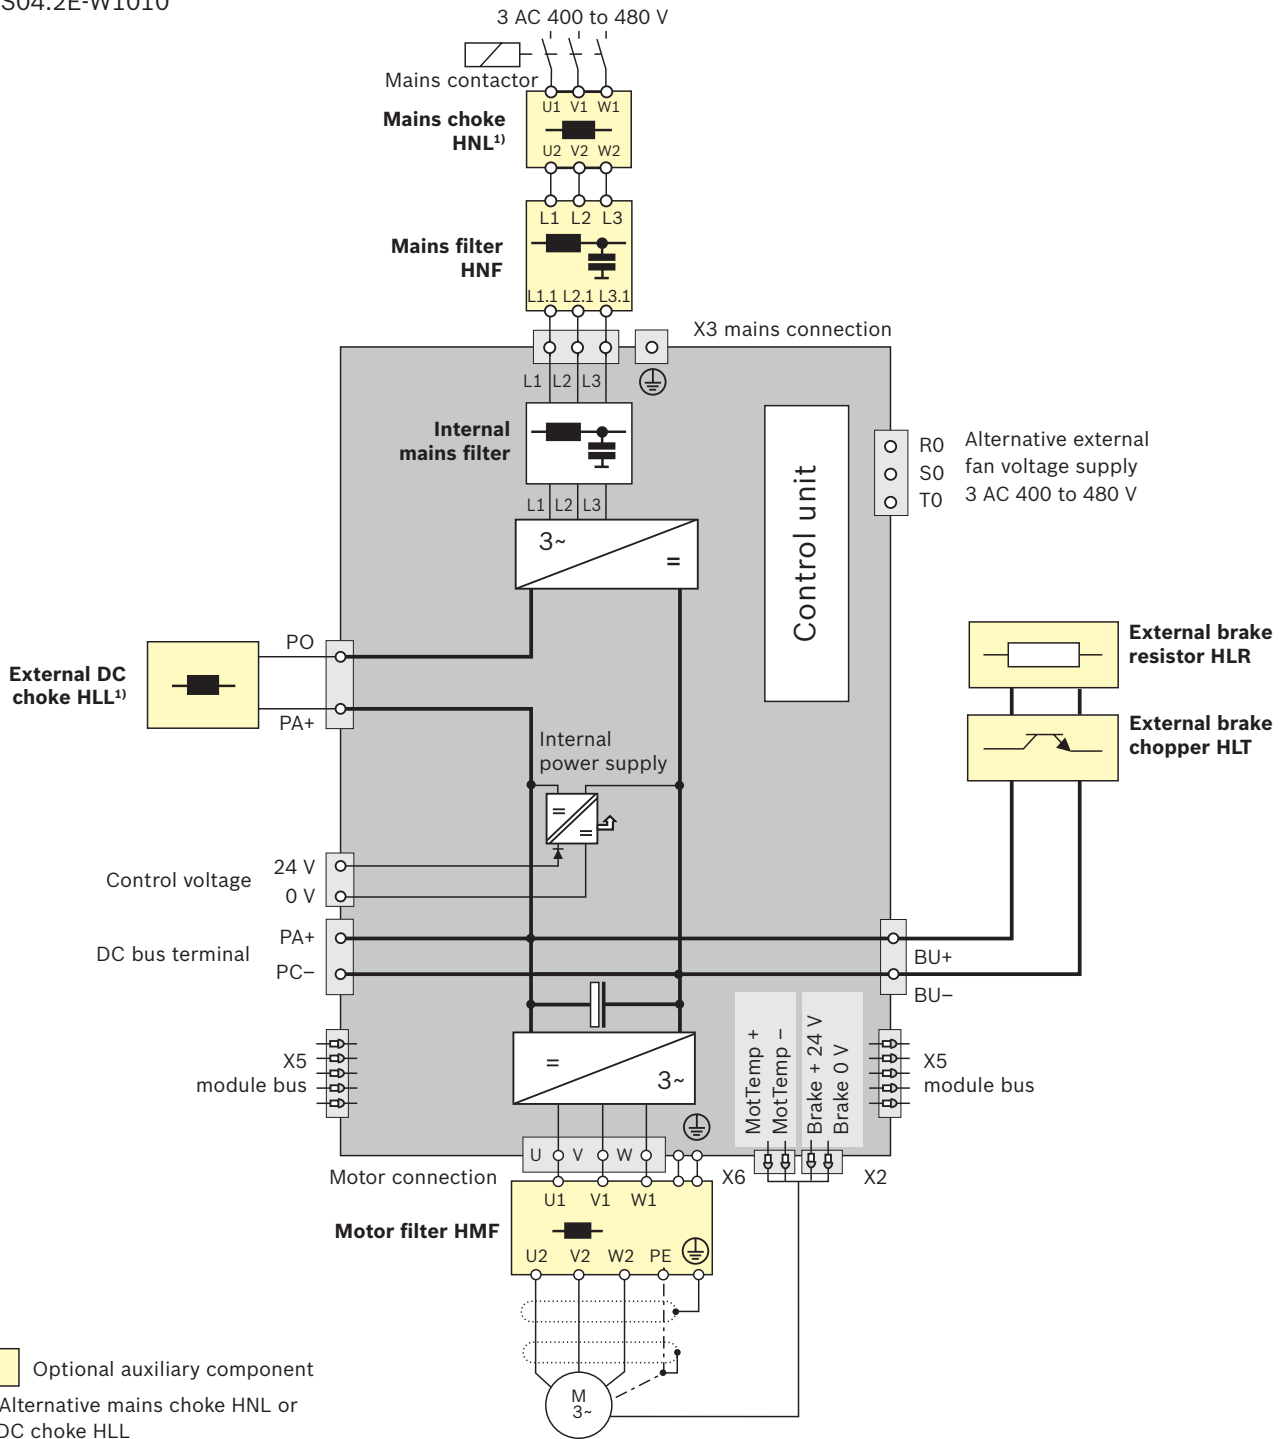 S04.2E-W1010
3 AC 400 to 480 V
Mains contactor
Mains choke
HNL¹⁾
U1 V1 W1
U2 V2 W2
Mains filter
HNF
L1 L2 L3
L1.1 L2.1 L3.1
X3 mains connection
L1 L2 L3
Internal
mains filter
L1 L2 L3
3~
=
Control unit
R0
S0
T0
Alternative external
fan voltage supply
3 AC 400 to 480 V
External DC
choke HLL¹⁾
PO
PA+
External brake
resistor HLR
External brake
chopper HLT
Internal
power supply
=
=
Control voltage
24 V
0 V
DC bus terminal
PA+
PC–
BU+
BU–
X5
module bus
=
3~
MotTemp +
MotTemp –
Brake + 24 V
Brake 0 V
X5
module bus
U V W
Motor connection
X6
X2
Motor filter HMF
U1 V1 W1
U2 V2 W2 PE
M
3~
Optional auxiliary component
Alternative mains choke HNL or
DC choke HLL